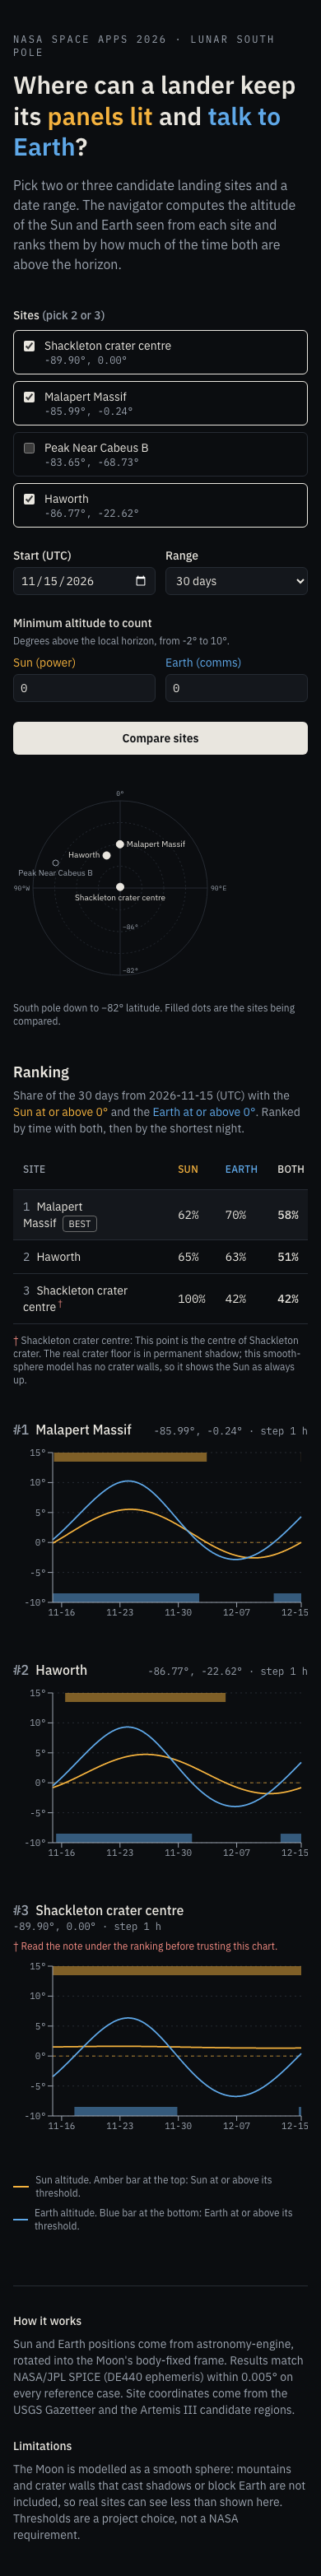 NASA SPACE APPS 2026 · LUNAR SOUTH
POLE
Where can a lander keep
its panels lit and talk to
Earth?
Pick two or three candidate landing sites and a
date range. The navigator computes the altitude
of the Sun and Earth seen from each site and
ranks them by how much of the time both are
above the horizon.
Sites (pick 2 or 3)
Shackleton crater centre
-89.90°, 0.00°
Malapert Massif
-85.99°, -0.24°
Peak Near Cabeus B
-83.65°, -68.73°
Haworth
-86.77°, -22.62°
Start (UTC) Range
11/15/2026 30 days
Minimum altitude to count
Degrees above the local horizon, from -2° to 10°.
Sun (power) Earth (comms)
0 0
Compare sites
0°
Malapert Massif
Haworth
Peak Near Cabeus B
90°W 90°E
Shackleton crater centre
-86°
-82°
South pole down to −82° latitude. Filled dots are the sites being
compared.
Ranking
Share of the 30 days from 2026-11-15 (UTC) with the
Sun at or above 0° and the Earth at or above 0°. Ranked
by time with both, then by the shortest night.
SITE SUN EARTH BOTH
1 Malapert
Massif BEST 62% 70% 58%
2 Haworth 65% 63% 51%
3 Shackleton crater
centre † 100% 42% 42%
† Shackleton crater centre: This point is the centre of Shackleton
crater. The real crater floor is in permanent shadow; this smooth-
sphere model has no crater walls, so it shows the Sun as always
up.
#1 Malapert Massif -85.99°, -0.24° · step 1 h
15°
10°
5°
0°
-5°
-10°
11-16 11-23 11-30 12-07 12-15
#2 Haworth -86.77°, -22.62° · step 1 h
15°
10°
5°
0°
-5°
-10°
11-16 11-23 11-30 12-07 12-15
#3 Shackleton crater centre
-89.90°, 0.00° · step 1 h
† Read the note under the ranking before trusting this chart.
15°
10°
5°
0°
-5°
-10°
11-16 11-23 11-30 12-07 12-15
Sun altitude. Amber bar at the top: Sun at or above its
threshold.
Earth altitude. Blue bar at the bottom: Earth at or above its
threshold.
How it works
Sun and Earth positions come from astronomy-engine,
rotated into the Moon's body-fixed frame. Results match
NASA/JPL SPICE (DE440 ephemeris) within 0.005° on
every reference case. Site coordinates come from the
USGS Gazetteer and the Artemis III candidate regions.
Limitations
The Moon is modelled as a smooth sphere: mountains
and crater walls that cast shadows or block Earth are not
included, so real sites can see less than shown here.
Thresholds are a project choice, not a NASA
requirement.